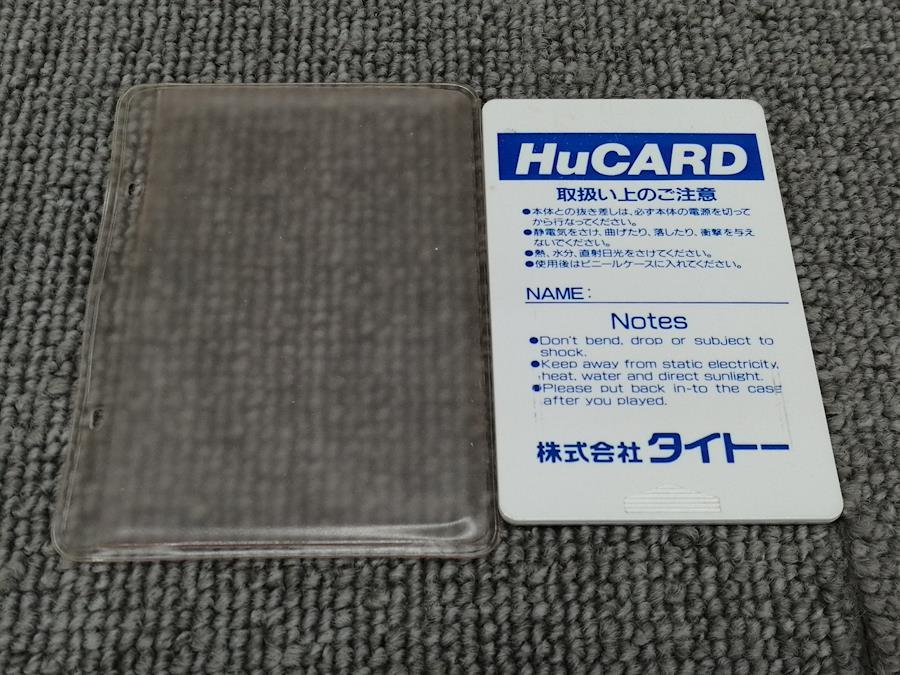 HuCARD
取扱い上のご注意
●本体との抜き差しは、必ず本体の電源を切って
から行なってください。
●静電気をさけ、曲げたり、落したり、衝撃を与え
ないでください。
●熱、水分、直射日光をさけてください。
●使用後はビニールケースに入れてください。
NAME:
Notes
●Don't bend, drop or subject to
shock.
●Keep away from static electricity,
heat, water and direct sunlight.
●Please put back in-to the case
after you played.
株式会社タイトー